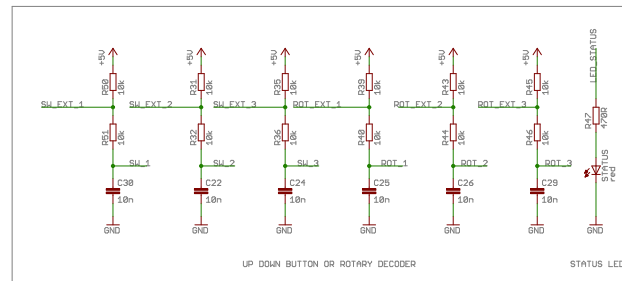 +5V
+5V
+5V
+5V
+5V
+5V
LED_STATUS
R50
10k
R31
10k
R35
10k
R39
10k
R43
10k
R45
10k
SW_EXT_1
SW_EXT_2
SW_EXT_3
ROT_EXT_1
ROT_EXT_2
ROT_EXT_3
R47
470R
R51
10k
R32
10k
R36
10k
R40
10k
R44
10k
R46
10k
SW_1
SW_2
SW_3
ROT_1
ROT_2
ROT_3
STATUS
red
C30
C22
C24
C25
C26
C29
10n
10n
10n
10n
10n
10n
GND
GND
GND
GND
GND
GND
GND
UP DOWN BUTTON OR ROTARY DECODER
STATUS LED